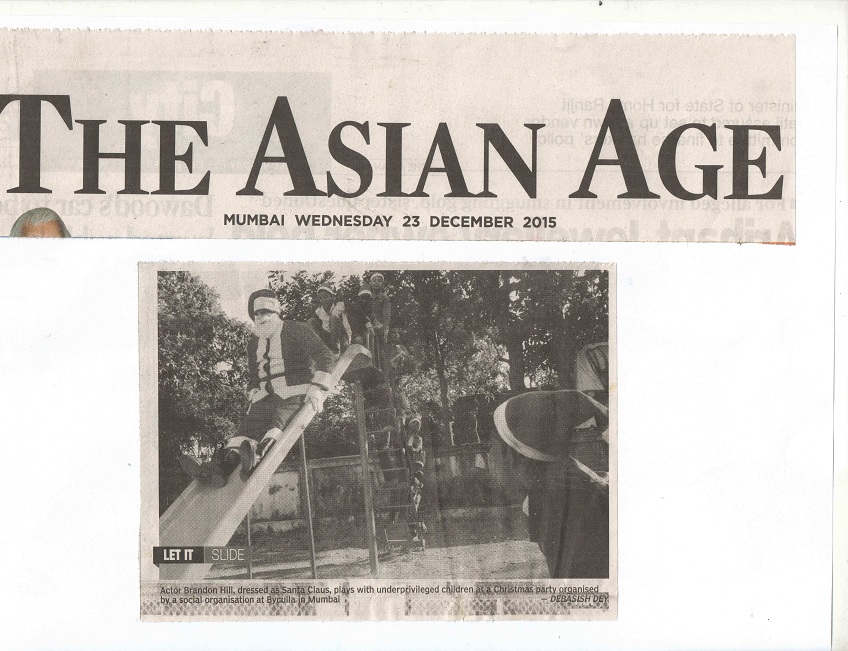 THE ASIAN AGE
MUMBAI WEDNESDAY 23 DECEMBER 2015
LET IT SLIDE
Actor Brandon Hill, dressed as Santa Claus, plays with underprivileged children at a Christmas party organised
by a social organisation at Byculla in Mumbai — DEBASISH DEY